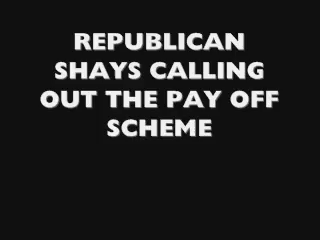 REPUBLICAN
SHAYS CALLING
OUT THE PAY OFF
SCHEME